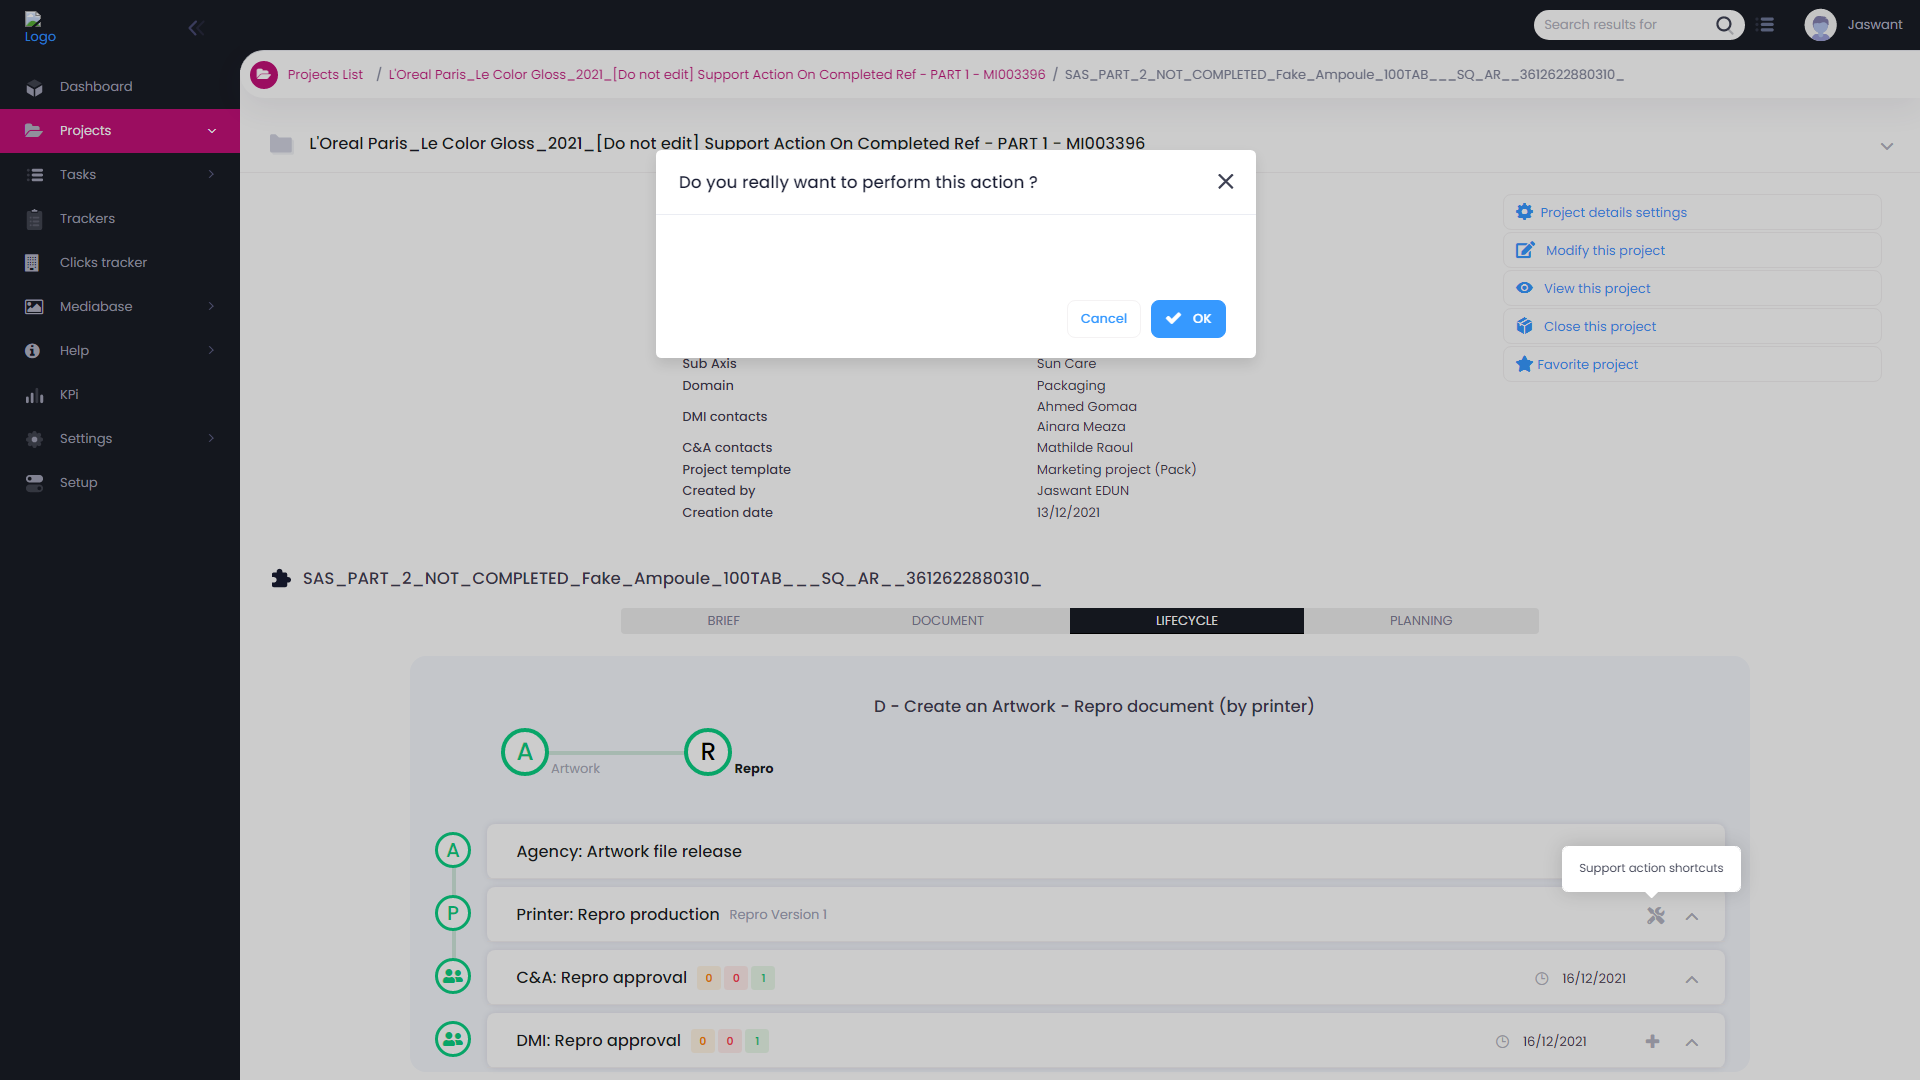 Logo
Search results for
Jaswant
Dashboard
Projects
Tasks
Trackers
Clicks tracker
Mediabase
Help
KPi
Settings
Setup
Projects List / L'Oreal Paris_Le Color Gloss_2021_[Do not edit] Support Action On Completed Ref - PART 1 - MI003396 / SAS_PART_2_NOT_COMPLETED_Fake_Ampoule_100TAB___SQ_AR__3612622880310_
L'Oreal Paris_Le Color Gloss_2021_[Do not edit] Support Action On Completed Ref - PART 1 - MI003396
Do you really want to perform this action ?
Cancel
OK
Project details settings
Modify this project
View this project
Close this project
Favorite project
Sub Axis Sun Care
Domain Packaging
DMI contacts Ahmed Gomaa
Ainara Meaza
C&A contacts Mathilde Raoul
Project template Marketing project (Pack)
Created by Jaswant EDUN
Creation date 13/12/2021
SAS_PART_2_NOT_COMPLETED_Fake_Ampoule_100TAB___SQ_AR__3612622880310_
BRIEF DOCUMENT LIFECYCLE PLANNING
D - Create an Artwork - Repro document (by printer)
A Artwork R Repro
A Agency: Artwork file release
Support action shortcuts
P Printer: Repro production Repro Version 1
C&A: Repro approval 0 0 1 16/12/2021
DMI: Repro approval 0 0 1 16/12/2021